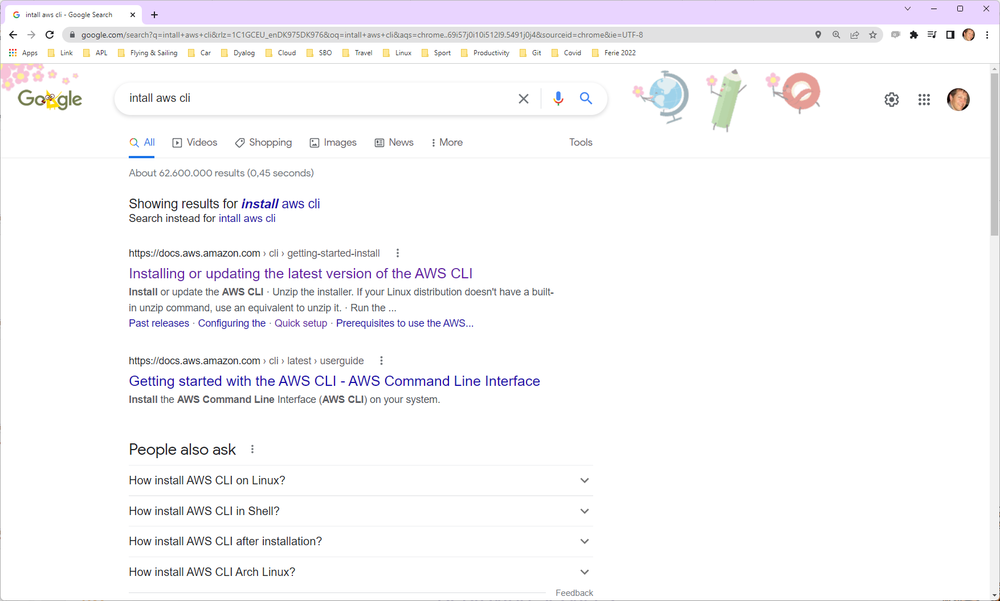 intall aws cli - Google Search
google.com/search?q=intall+aws+cli&rlz=1C1GCEU_enDK975DK976&oq=intall+aws+cli&aqs=chrome..69i57j0i10i512l9.5491j0j4&sourceid=chrome&ie=UTF-8
Apps Link APL Flying & Sailing Car Dyalog Cloud SBO Travel Linux Sport Productivity Git Covid Ferie 2022
Google
intall aws cli
All Videos Shopping Images News More Tools
About 62.600.000 results (0,45 seconds)
Showing results for install aws cli
Search instead for intall aws cli
https://docs.aws.amazon.com › cli › getting-started-install
Installing or updating the latest version of the AWS CLI
Install or update the AWS CLI · Unzip the installer. If your Linux distribution doesn't have a built-
in unzip command, use an equivalent to unzip it. · Run the ...
Past releases · Configuring the · Quick setup · Prerequisites to use the AWS...
https://docs.aws.amazon.com › cli › latest › userguide
Getting started with the AWS CLI - AWS Command Line Interface
Install the AWS Command Line Interface (AWS CLI) on your system.
People also ask
How install AWS CLI on Linux?
How install AWS CLI in Shell?
How install AWS CLI after installation?
How install AWS CLI Arch Linux?
Feedback